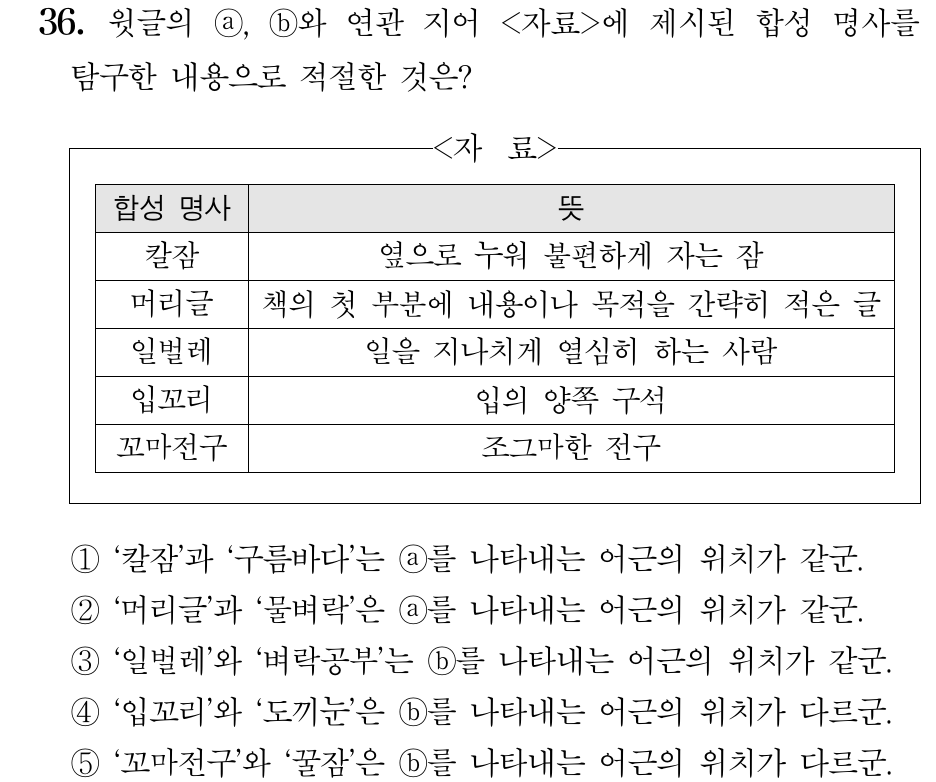 36. 윗글의 ⓐ, ⓑ와 연관 지어 <자료>에 제시된 합성 명사를
탐구한 내용으로 적절한 것은?
<자 료>
합성 명사 뜻
칼잠 옆으로 누워 불편하게 자는 잠
머리글 책의 첫 부분에 내용이나 목적을 간략히 적은 글
일벌레 일을 지나치게 열심히 하는 사람
입꼬리 입의 양쪽 구석
꼬마전구 조그마한 전구
① ‘칼잠’과 ‘구름바다’는 ⓐ를 나타내는 어근의 위치가 같군.
② ‘머리글’과 ‘물벼락’은 ⓐ를 나타내는 어근의 위치가 같군.
③ ‘일벌레’와 ‘벼락공부’는 ⓑ를 나타내는 어근의 위치가 같군.
④ ‘입꼬리’와 ‘도끼눈’은 ⓑ를 나타내는 어근의 위치가 다르군.
⑤ ‘꼬마전구’와 ‘꿀잠’은 ⓑ를 나타내는 어근의 위치가 다르군.